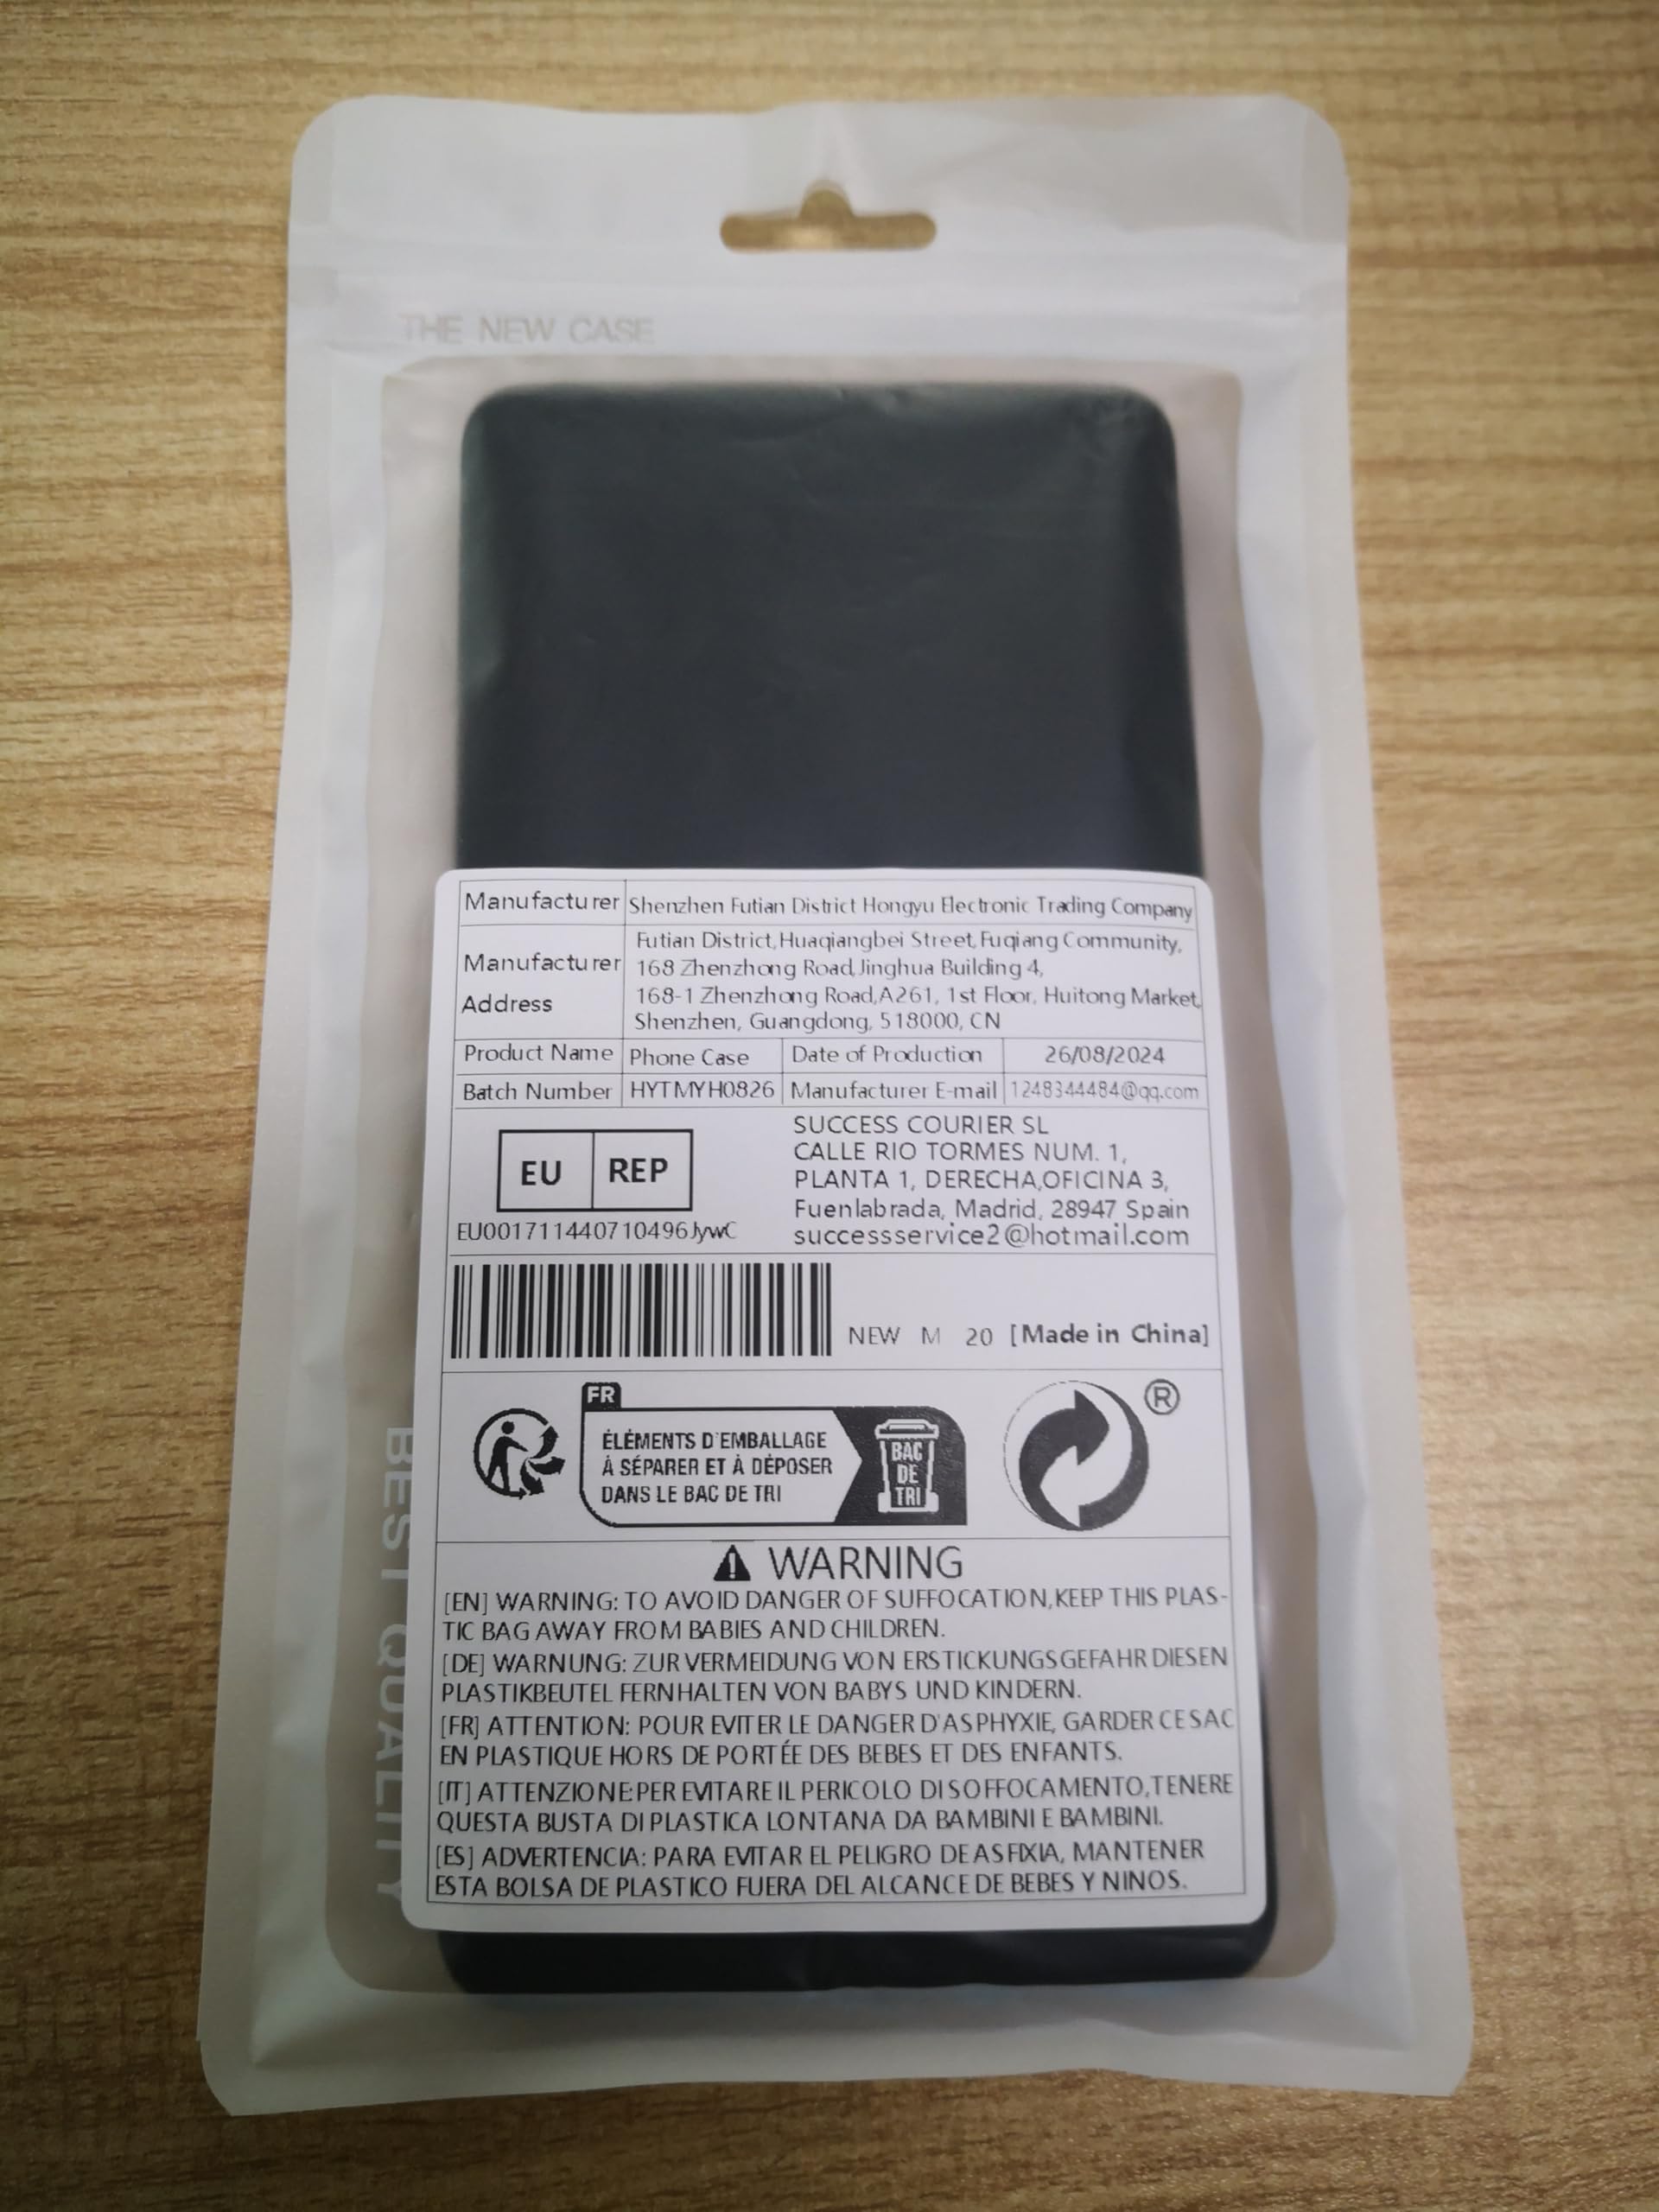 THE NEW CASE
Manufacturer Shenzhen Futian District Hongyu Electronic Trading Company
Manufacturer Address
Futian District,Huaqiangbei Street,Fuqiang Community,
168 Zhenzhong Road,Jinghua Building 4,
168-1 Zhenzhong Road,A261, 1st Floor, Huitong Market,
Shenzhen, Guangdong, 518000, CN
Product Name Phone Case Date of Production 26/08/2024
Batch Number HYTMYH0826 Manufacturer E-mail 1248344484@qq.com
EU REP
EU001711440710496JywC
SUCCESS COURIER SL
CALLE RIO TORMES NUM. 1,
PLANTA 1, DERECHA,OFICINA 3,
Fuenlabrada, Madrid, 28947 Spain
successservice2@hotmail.com
NEW M 20 [Made in China]
FR
ÉLÉMENTS D'EMBALLAGE
À SÉPARER ET À DÉPOSER
DANS LE BAC DE TRI
BAC
DE
TRI
®
WARNING
[EN] WARNING: TO AVOID DANGER OF SUFFOCATION,KEEP THIS PLAS-
TIC BAG AWAY FROM BABIES AND CHILDREN.
[DE] WARNUNG: ZUR VERMEIDUNG VON ERSTICKUNGSGEFAHR DIESEN
PLASTIKBEUTEL FERNHALTEN VON BABYS UND KINDERN.
[FR] ATTENTION: POUR EVITER LE DANGER D'ASPHYXIE, GARDER CE SAC
EN PLASTIQUE HORS DE PORTÉE DES BEBES ET DES ENFANTS.
[IT] ATTENZIONE:PER EVITARE IL PERICOLO DI SOFFOCAMENTO,TENERE
QUESTA BUSTA DI PLASTICA LONTANA DA BAMBINI E BAMBINI.
[ES] ADVERTENCIA: PARA EVITAR EL PELIGRO DE ASFIXIA, MANTENER
ESTA BOLSA DE PLASTICO FUERA DEL ALCANCE DE BEBES Y NINOS.
BEST QUALITY